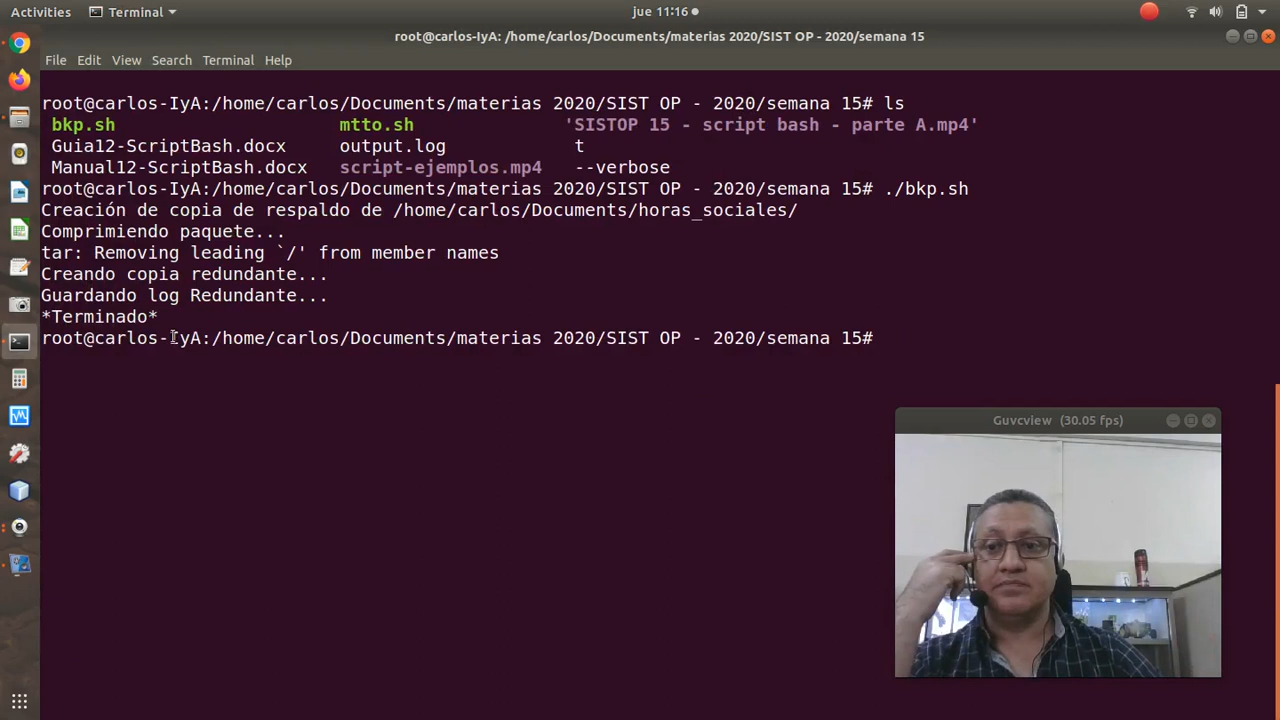 Activities Terminal jue 11:16
root@carlos-IyA: /home/carlos/Documents/materias 2020/SIST OP - 2020/semana 15
File Edit View Search Terminal Help
root@carlos-IyA:/home/carlos/Documents/materias 2020/SIST OP - 2020/semana 15# ls
bkp.sh mtto.sh 'SISTOP 15 - script bash - parte A.mp4'
Guia12-ScriptBash.docx output.log t
Manual12-ScriptBash.docx script-ejemplos.mp4 --verbose
root@carlos-IyA:/home/carlos/Documents/materias 2020/SIST OP - 2020/semana 15# ./bkp.sh
Creación de copia de respaldo de /home/carlos/Documents/horas_sociales/
Comprimiendo paquete...
tar: Removing leading `/' from member names
Creando copia redundante...
Guardando log Redundante...
*Terminado*
root@carlos-IyA:/home/carlos/Documents/materias 2020/SIST OP - 2020/semana 15#
Guvcview (30.05 fps)